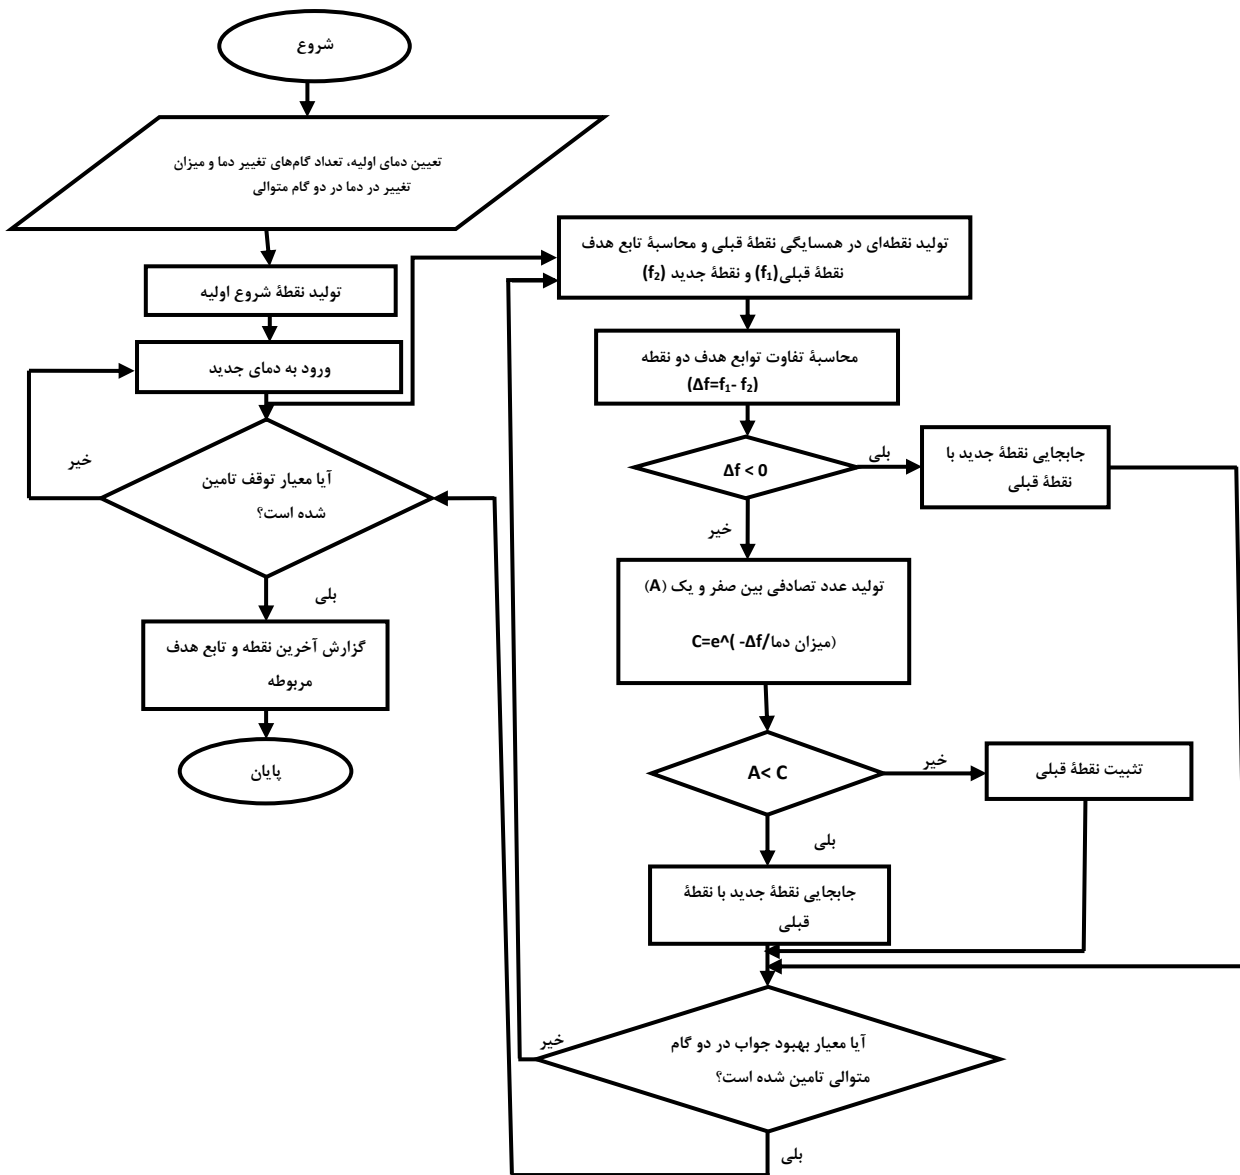 شروع
تعیین دمای اولیه، تعداد گام‌های تغییر دما و میزان
تغییر در دما در دو گام متوالی
تولید نقطهٔ شروع اولیه
ورود به دمای جدید
آیا معیار توقف تامین
شده است؟
خیر
بلی
گزارش آخرین نقطه و تابع هدف
مربوطه
پایان
تولید نقطه‌ای در همسایگی نقطهٔ قبلی و محاسبهٔ تابع هدف
نقطهٔ قبلی(f₁) و نقطهٔ جدید (f₂)
محاسبهٔ تفاوت توابع هدف دو نقطه
(Δf=f₁- f₂)
Δf < 0
بلی
جابجایی نقطهٔ جدید با
نقطهٔ قبلی
خیر
تولید عدد تصادفی بین صفر و یک (A)
C=e^( -Δf/میزان دما)
A< C
خیر
تثبیت نقطهٔ قبلی
بلی
جابجایی نقطهٔ جدید با نقطهٔ
قبلی
آیا معیار بهبود جواب در دو گام
متوالی تامین شده است؟
خیر
بلی